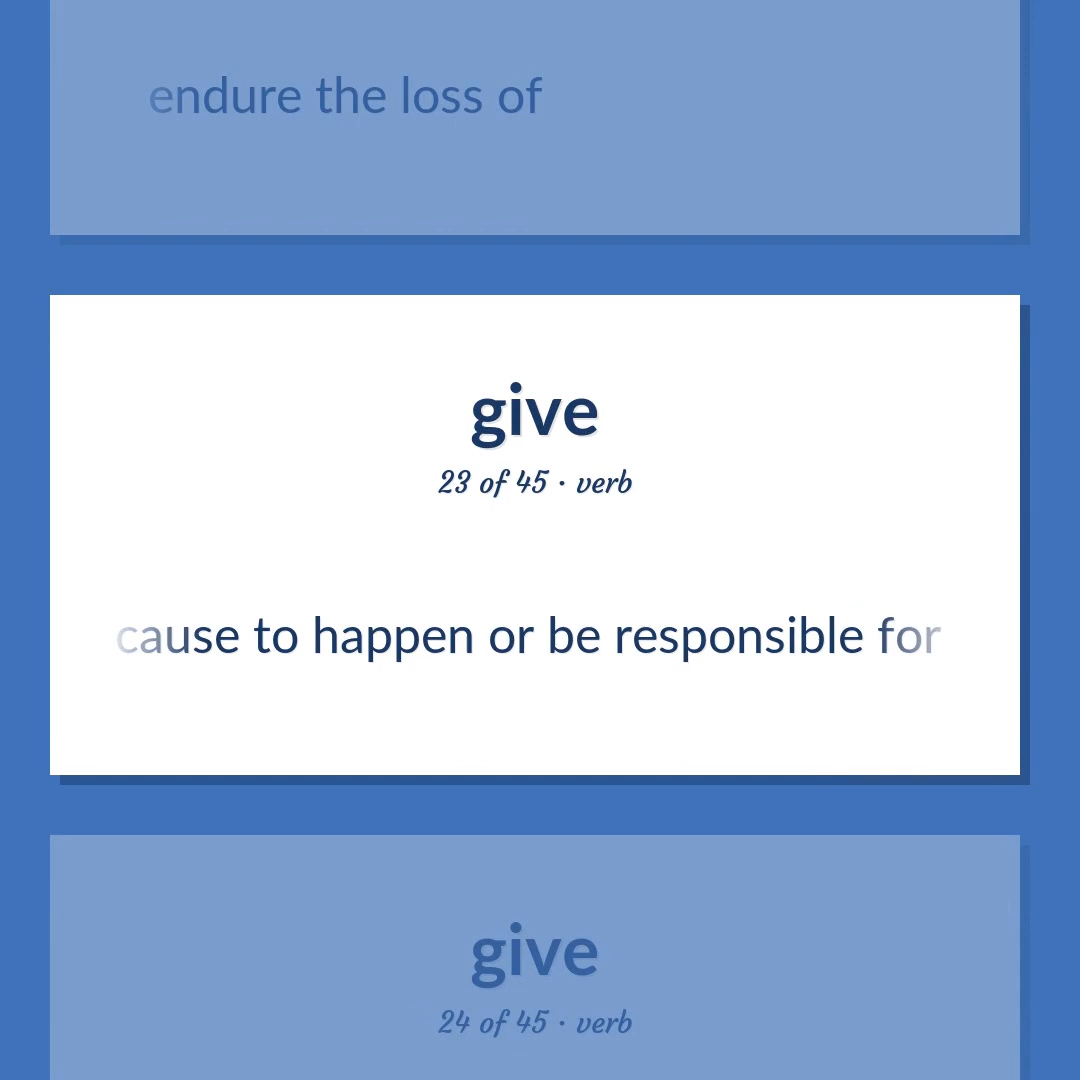 endure the loss of
give
23 of 45 · verb
cause to happen or be responsible for
give
24 of 45 · verb